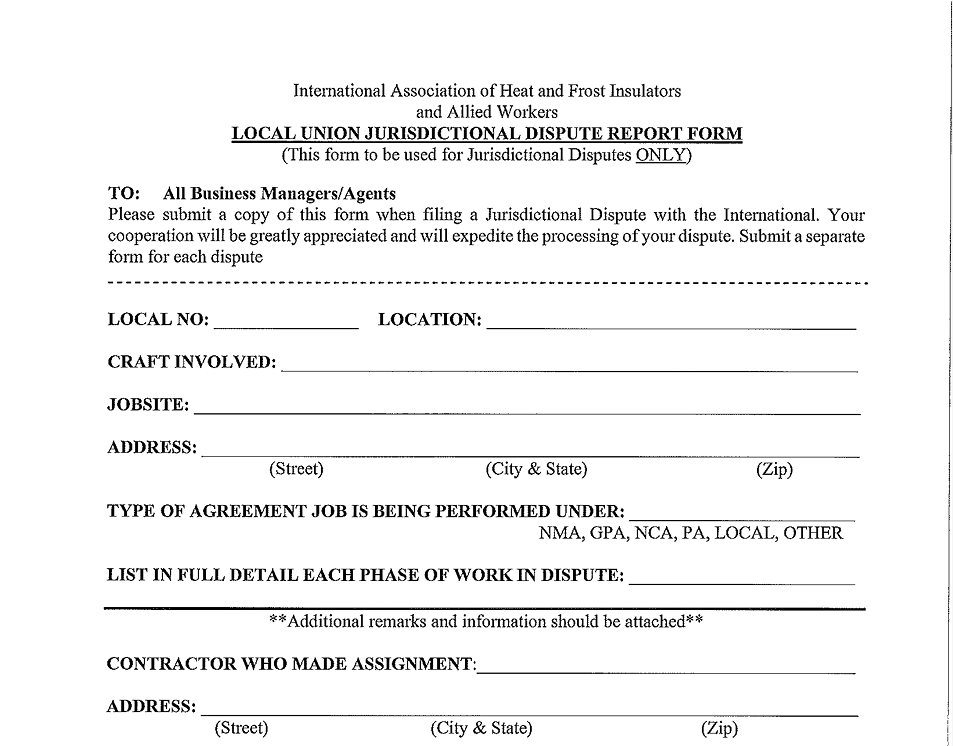 International Association of Heat and Frost Insulators
and Allied Workers
LOCAL UNION JURISDICTIONAL DISPUTE REPORT FORM
(This form to be used for Jurisdictional Disputes ONLY)
TO: All Business Managers/Agents
Please submit a copy of this form when filing a Jurisdictional Dispute with the International. Your
cooperation will be greatly appreciated and will expedite the processing of your dispute. Submit a separate
form for each dispute
LOCAL NO: LOCATION:
CRAFT INVOLVED:
JOBSITE:
ADDRESS:
(Street) (City & State) (Zip)
TYPE OF AGREEMENT JOB IS BEING PERFORMED UNDER:
NMA, GPA, NCA, PA, LOCAL, OTHER
LIST IN FULL DETAIL EACH PHASE OF WORK IN DISPUTE:
**Additional remarks and information should be attached**
CONTRACTOR WHO MADE ASSIGNMENT:
ADDRESS:
(Street) (City & State) (Zip)